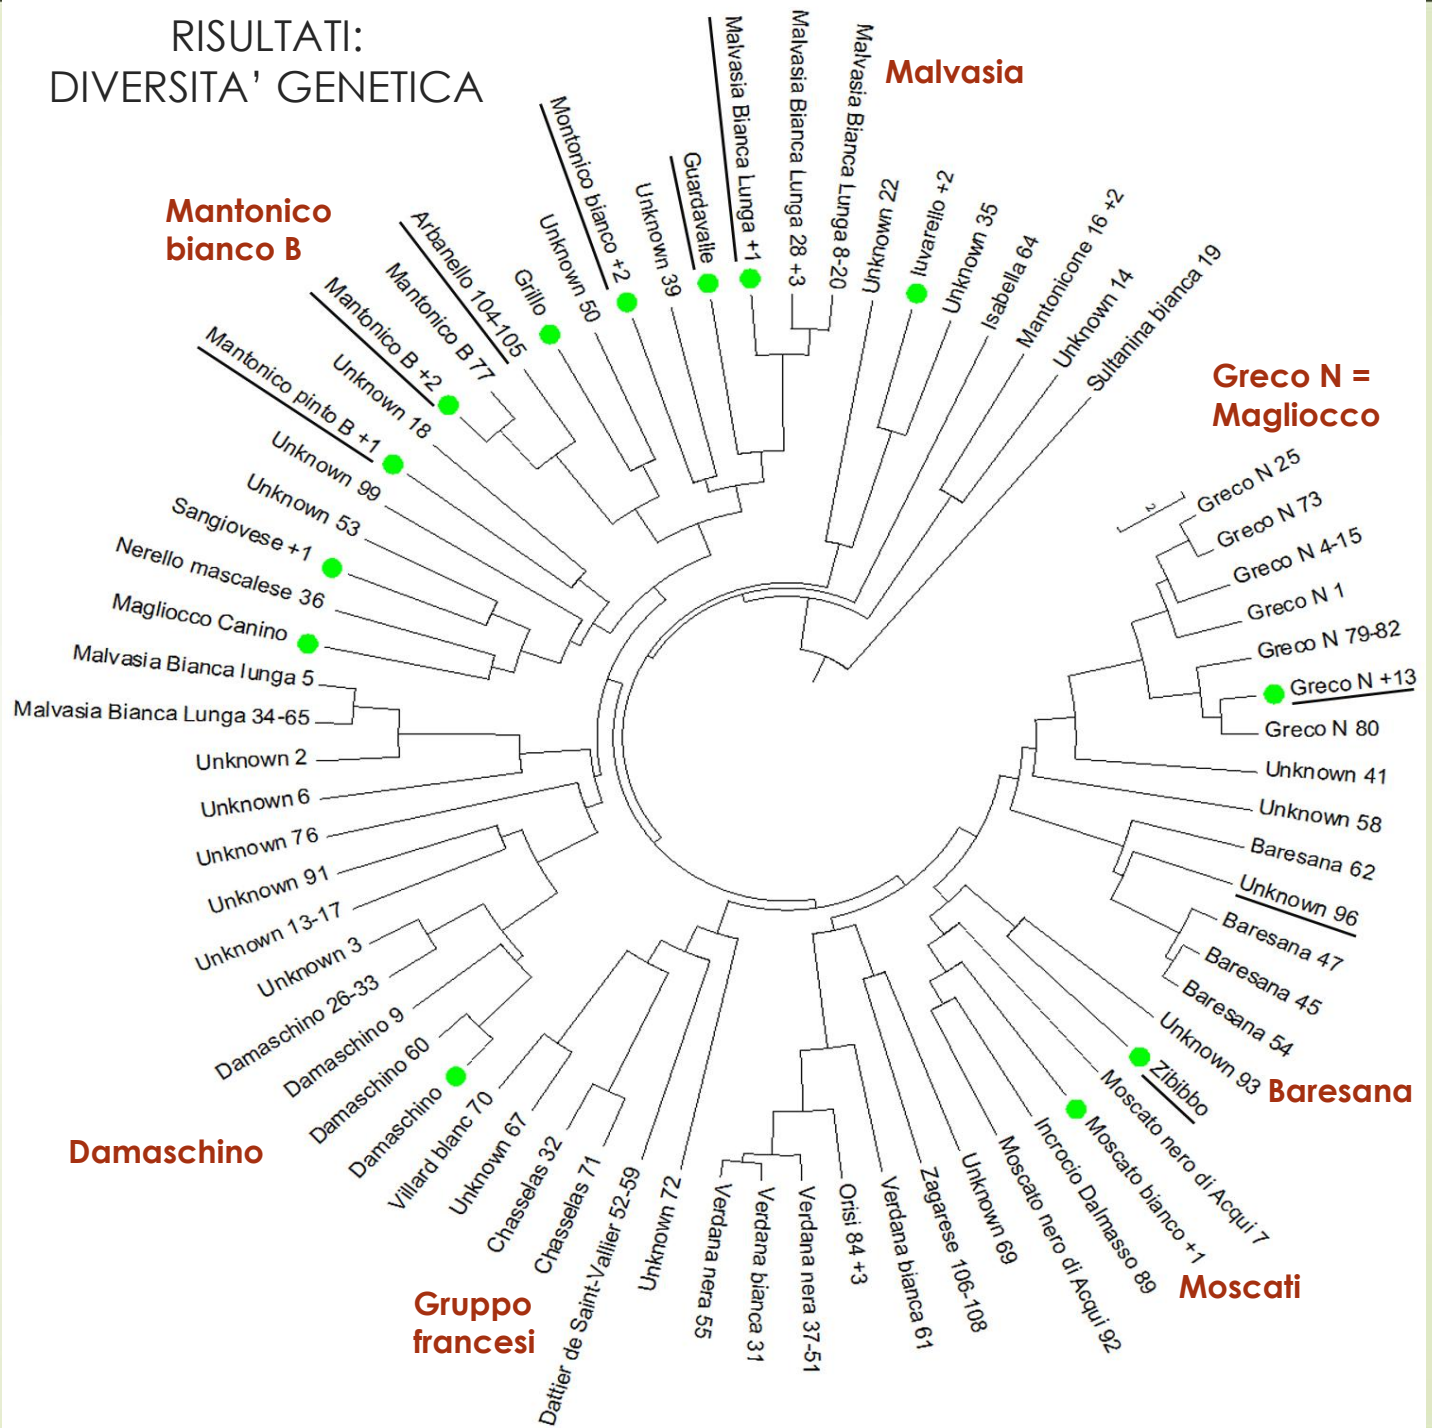 RISULTATI:
DIVERSITA' GENETICA
Malvasia
Mantonico
bianco B
Greco N =
Magliocco
Baresana
Moscati
Gruppo
francesi
Damaschino
Malvasia Bianca Lunga +1
Malvasia Bianca Lunga 28 +3
Malvasia Bianca Lunga 8-20
Unknown 22
Iuvarello +2
Unknown 35
Isabella 64
Mantonicone 16 +2
Unknown 14
Sultanina bianca 19
2
Greco N 25
Greco N 73
Greco N 4-15
Greco N 1
Greco N 79-82
Greco N +13
Greco N 80
Unknown 41
Unknown 58
Baresana 62
Unknown 96
Baresana 47
Baresana 45
Baresana 54
Unknown 93
Zibibbo
Moscato nero di Acqui 7
Moscato bianco +1
Incrocio Dalmasso 89
Moscato nero di Acqui 92
Unknown 69
Zagarese 106-108
Verdana bianca 61
Orisi 84 +3
Verdana nera 37-51
Verdana bianca 31
Verdana nera 55
Unknown 72
Dattier de Saint-Vallier 52-59
Chasselas 71
Chasselas 32
Unknown 67
Villard blanc 70
Damaschino
Damaschino 60
Damaschino 9
Damaschino 26-33
Unknown 3
Unknown 13-17
Unknown 91
Unknown 76
Unknown 6
Unknown 2
Malvasia Bianca Lunga 34-65
Malvasia Bianca lunga 5
Magliocco Canino
Nerello mascalese 36
Sangiovese +1
Unknown 53
Unknown 99
Mantonico pinto B +1
Unknown 18
Mantonico B +2
Mantonico B 77
Arbanello 104-105
Grillo
Unknown 50
Montonico bianco +2
Unknown 39
Guardavalle